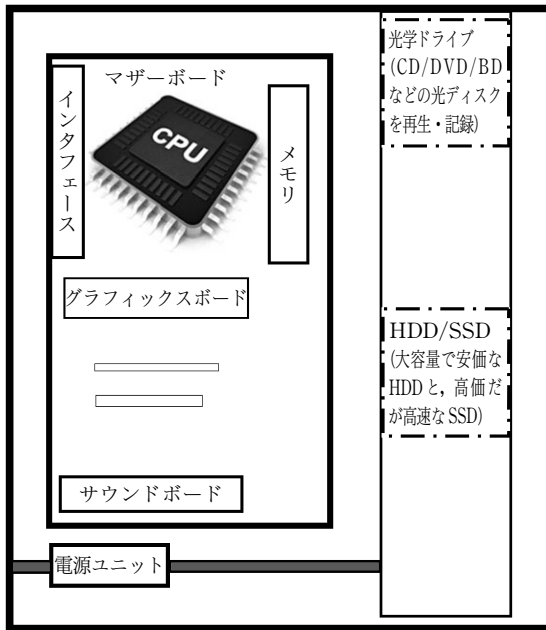 マザーボード
インタフェース
CPU
メモリ
グラフィックスボード
サウンドボード
電源ユニット
光学ドライブ
(CD/DVD/BD
などの光ディスク
を再生・記録)
HDD/SSD
(大容量で安価な
HDDと，高価だ
が高速なSSD)